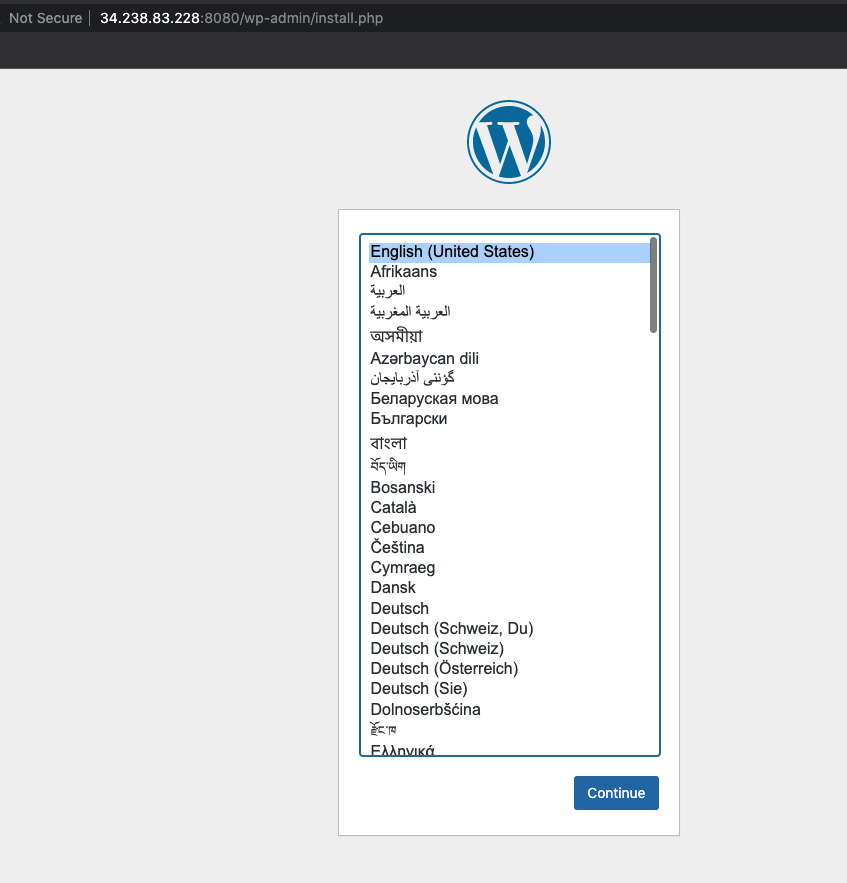 Not Secure | 34.238.83.228:8080/wp-admin/install.php
English (United States)
Afrikaans
العربية
العربية المغربية
অসমীয়া
Azərbaycan dili
گؤنئی آذربایجان
Беларуская мова
Български
বাংলা
བོད་ཡིག
Bosanski
Català
Cebuano
Čeština
Cymraeg
Dansk
Deutsch
Deutsch (Schweiz, Du)
Deutsch (Schweiz)
Deutsch (Österreich)
Deutsch (Sie)
Dolnoserbšćina
རྫོང་ཁ
Ελληνικά
Continue